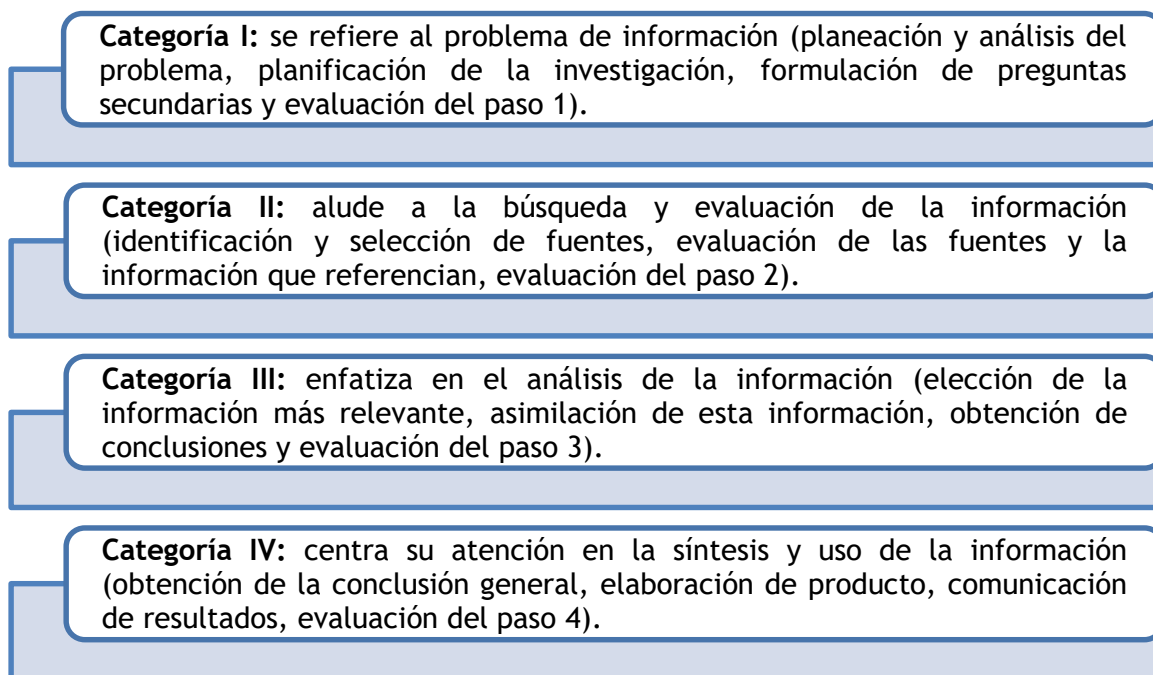 Categoría I: se refiere al problema de información (planeación y análisis del
problema, planificación de la investigación, formulación de preguntas
secundarias y evaluación del paso 1).
Categoría II: alude a la búsqueda y evaluación de la información
(identificación y selección de fuentes, evaluación de las fuentes y la
información que referencian, evaluación del paso 2).
Categoría III: enfatiza en el análisis de la información (elección de la
información más relevante, asimilación de esta información, obtención de
conclusiones y evaluación del paso 3).
Categoría IV: centra su atención en la síntesis y uso de la información
(obtención de la conclusión general, elaboración de producto, comunicación
de resultados, evaluación del paso 4).